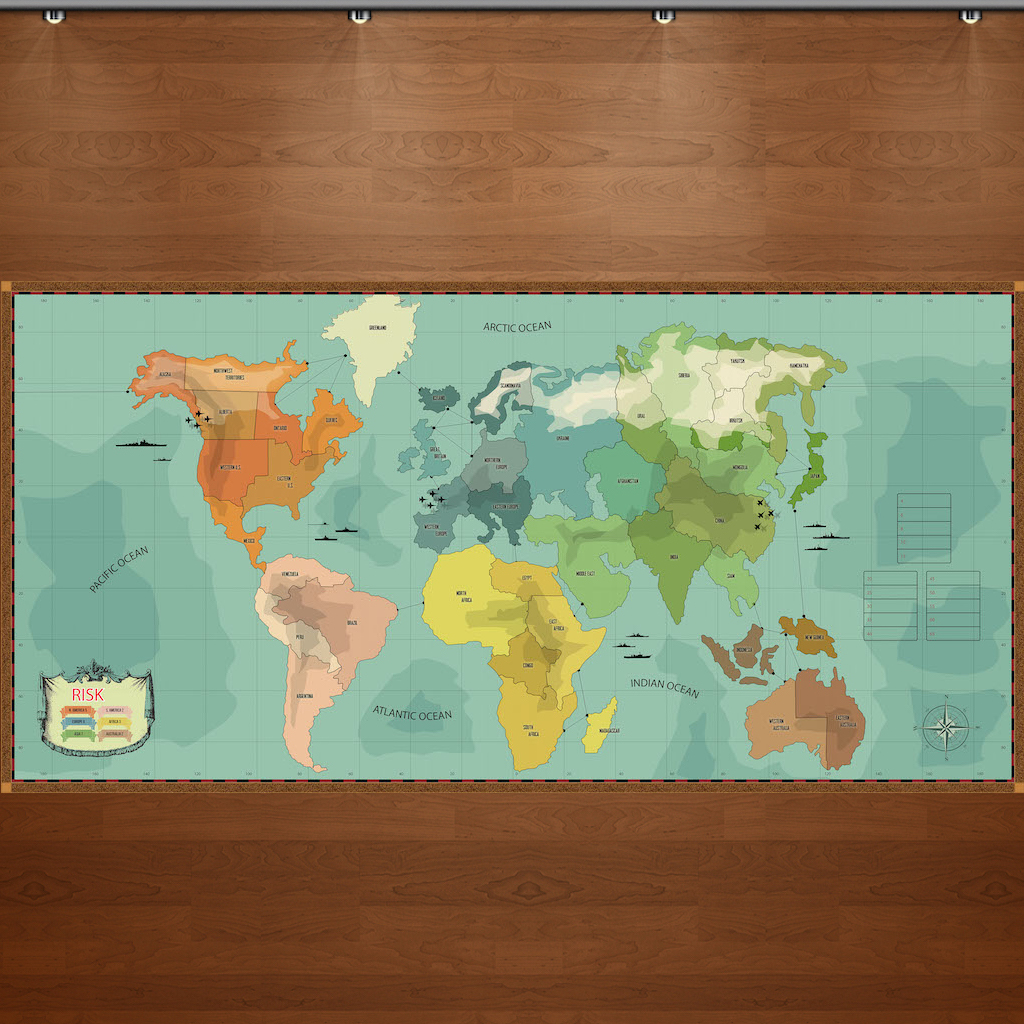 ARCTIC OCEAN
GREENLAND
ALASKA
NORTHWEST
TERRITORIES
ALBERTA
ONTARIO
QUEBEC
WESTERN U.S.
EASTERN
U.S.
MEXICO
ICELAND
SCANDINAVIA
GREAT
BRITAIN
NORTHERN
EUROPE
WESTERN
EUROPE
EASTERN EUROPE
UKRAINE
URAL
SIBERIA
YAKUTSK
KAMCHATKA
IRKUTSK
MONGOLIA
JAPAN
AFGHANISTAN
CHINA
MIDDLE EAST
INDIA
SIAM
PACIFIC OCEAN
VENEZUELA
PERU
BRAZIL
ARGENTINA
NORTH
AFRICA
EGYPT
EAST
AFRICA
CONGO
SOUTH
AFRICA
MADAGASCAR
INDONESIA
NEW GUINEA
WESTERN
AUSTRALIA
EASTERN
AUSTRALIA
INDIAN OCEAN
ATLANTIC OCEAN
RISK
N. AMERICA 5
S. AMERICA 2
EUROPE 5
AFRICA 3
ASIA 7
AUSTRALIA 2
N